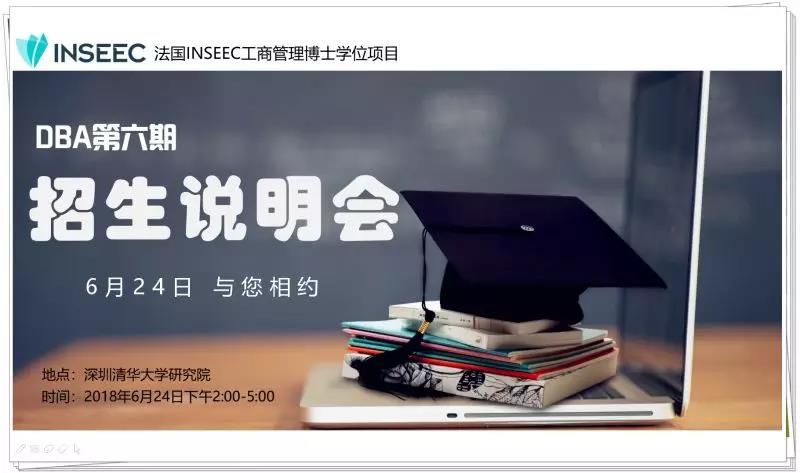 INSEEC 法国INSEEC工商管理博士学位项目
DBA第六期
招生说明会
6月24日 与您相约
地点：深圳清华大学研究院
时间：2018年6月24日下午2:00-5:00